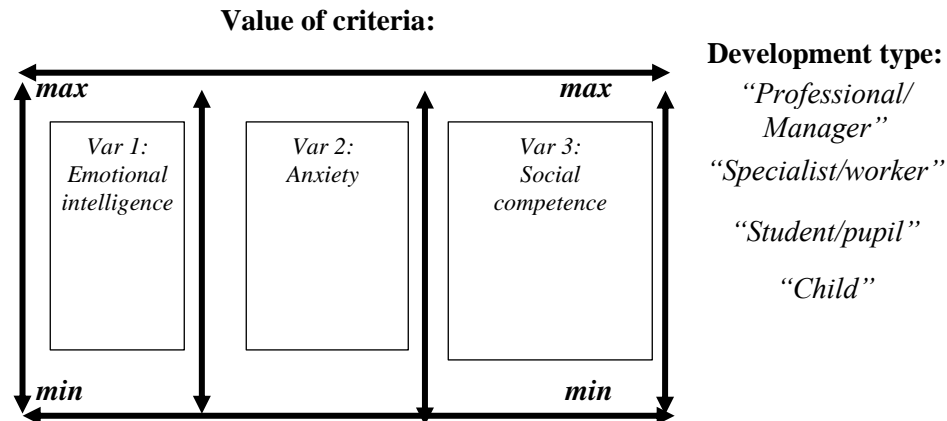 Value of criteria:
max
max
Var 1:
Emotional
intelligence
Var 2:
Anxiety
Var 3:
Social
competence
min
min
Development type:
“Professional/
Manager”
“Specialist/worker”
“Student/pupil”
“Child”